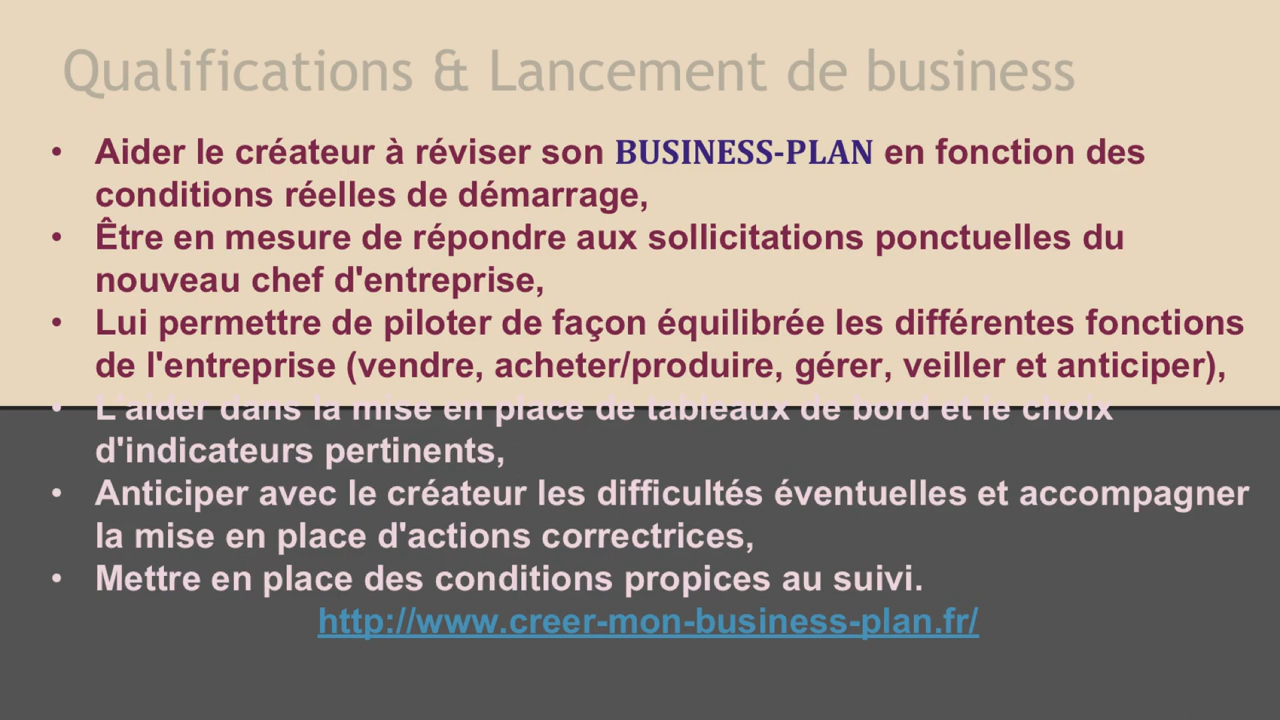 Qualifications & Lancement de business
• Aider le créateur à réviser son BUSINESS-PLAN en fonction des
conditions réelles de démarrage,
• Être en mesure de répondre aux sollicitations ponctuelles du
nouveau chef d'entreprise,
• Lui permettre de piloter de façon équilibrée les différentes fonctions
de l'entreprise (vendre, acheter/produire, gérer, veiller et anticiper),
• L'aider dans la mise en place de tableaux de bord et le choix
d'indicateurs pertinents,
• Anticiper avec le créateur les difficultés éventuelles et accompagner
la mise en place d'actions correctrices,
• Mettre en place des conditions propices au suivi.
http://www.creer-mon-business-plan.fr/